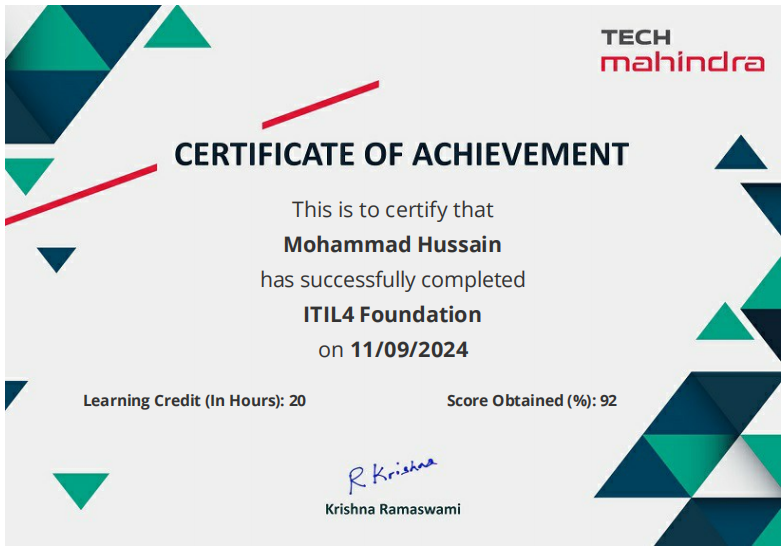 TECH
mahindra
CERTIFICATE OF ACHIEVEMENT
This is to certify that
Mohammad Hussain
has successfully completed
ITIL4 Foundation
on 11/09/2024
Learning Credit (In Hours): 20 Score Obtained (%): 92
R Krishna
Krishna Ramaswami